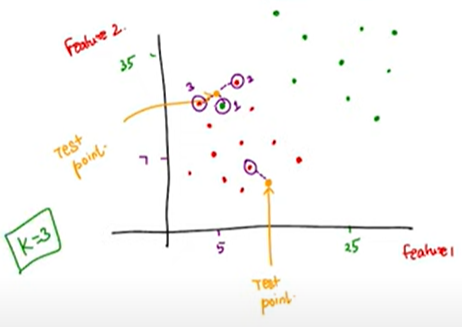 Feature 2.
35
3
2
1
Test
point.
7
K=3
5
25
Feature 1
Test
point.